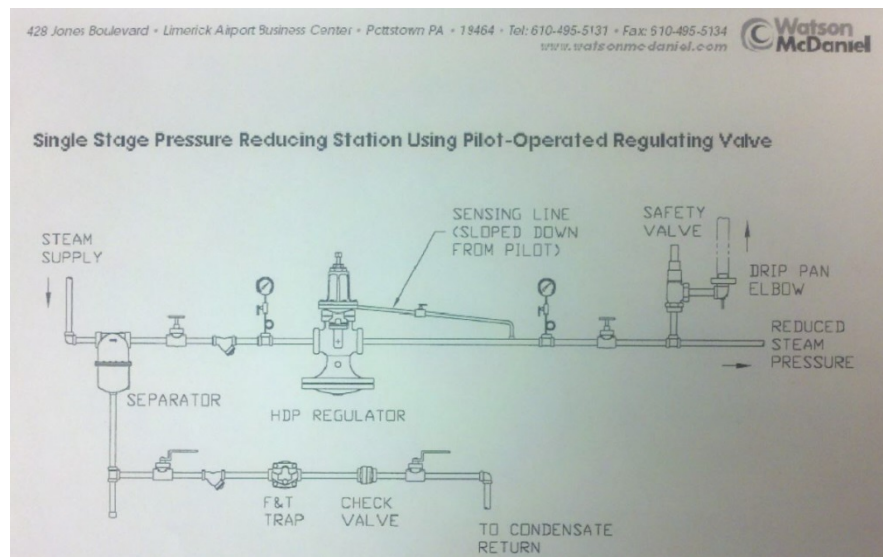 428 Jones Boulevard • Limerick Airport Business Center • Pottstown PA • 19464 • Tel: 610-495-5131 • Fax: 610-495-5134
www.watsonmcdaniel.com
Watson
McDaniel
Single Stage Pressure Reducing Station Using Pilot-Operated Regulating Valve
STEAM
SUPPLY
SENSING LINE
(SLOPED DOWN
FROM PILOT)
SAFETY
VALVE
DRIP PAN
ELBOW
REDUCED
STEAM
PRESSURE
SEPARATOR
HDP REGULATOR
F&T
TRAP
CHECK
VALVE
TO CONDENSATE
RETURN